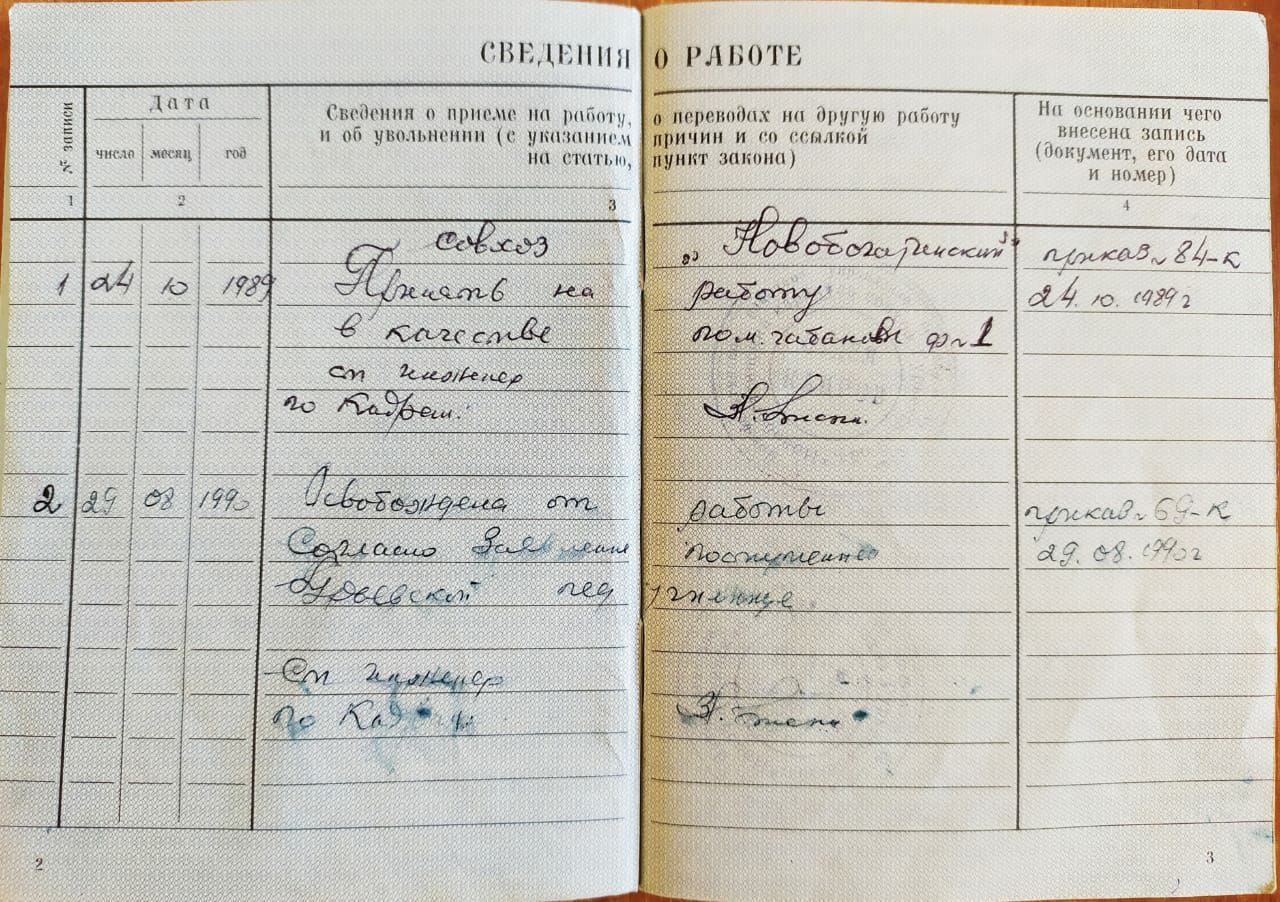 СВЕДЕНИЯ О РАБОТЕ
№ записи
Дата
число месяц год
Сведения о приеме на работу, о переводах на другую работу
и об увольнении (с указанием причин и со ссылкой
на статью, пункт закона)
На основании чего
внесена запись
(документ, его дата
и номер)
1 2 3 4
совхоз „Новобогатинский"
1 24 10 1989 Принять на работу
приказ № 84-к
24. 10. 1989 г
в качестве пом. чабана ф № 1
ст инженер
по кадрам:
2 29 08 1990 Освобождена от работы
приказ № 69-к
Согласно заявление
29. 08. 1990 г
пед училище.
Ст инженер
по
2
3